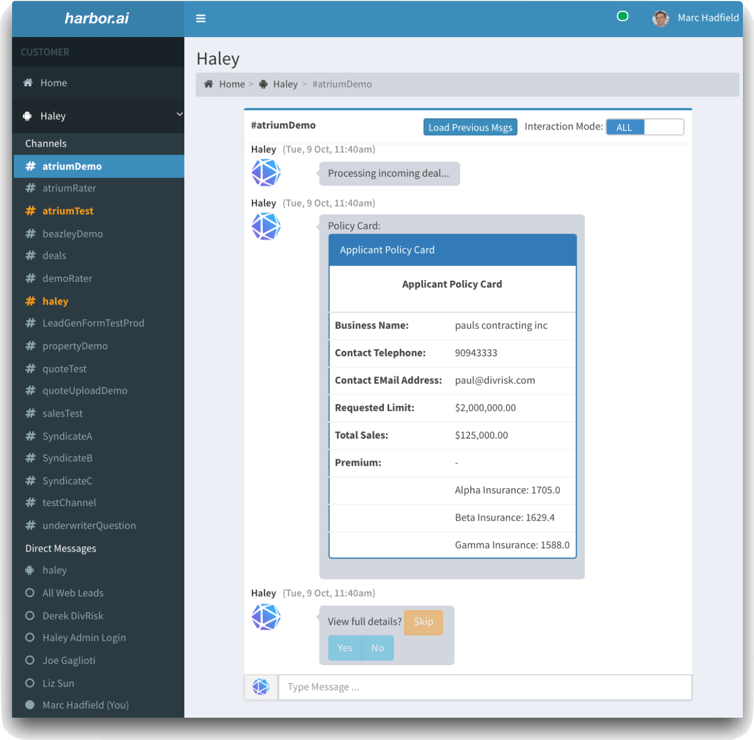 harbor.ai
Marc Hadfield
CUSTOMER
Home
Haley
Channels
# atriumDemo
# atriumRater
# atriumTest
# beazleyDemo
# deals
# demoRater
# haley
# LeadGenFormTestProd
# propertyDemo
# quoteTest
# quoteUploadDemo
# salesTest
# SyndicateA
# SyndicateB
# SyndicateC
# testChannel
# underwriterQuestion
Direct Messages
haley
All Web Leads
Derek DivRisk
Haley Admin Login
Joe Gaglioti
Liz Sun
Marc Hadfield (You)
Haley
Home > Haley > #atriumDemo
#atriumDemo Load Previous Msgs Interaction Mode: ALL
Haley (Tue, 9 Oct, 11:40am)
Processing incoming deal...
Haley (Tue, 9 Oct, 11:40am)
Policy Card:
Applicant Policy Card
Applicant Policy Card
Business Name: pauls contracting inc
Contact Telephone: 90943333
Contact EMail Address: paul@divrisk.com
Requested Limit: $2,000,000.00
Total Sales: $125,000.00
Premium: -
Alpha Insurance: 1705.0
Beta Insurance: 1629.4
Gamma Insurance: 1588.0
Haley (Tue, 9 Oct, 11:40am)
View full details? Skip
Yes No
Type Message ...